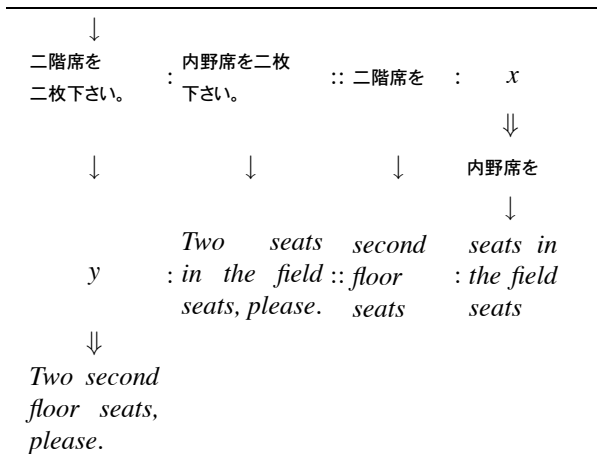 ↓
二階席を 二枚下さい。 : 内野席を二枚 下さい。 :: 二階席を : x
⇓
↓ ↓ ↓ 内野席を
↓
y : Two seats in the field seats, please. :: second floor seats : seats in the field seats
⇓
Two second
floor seats,
please.